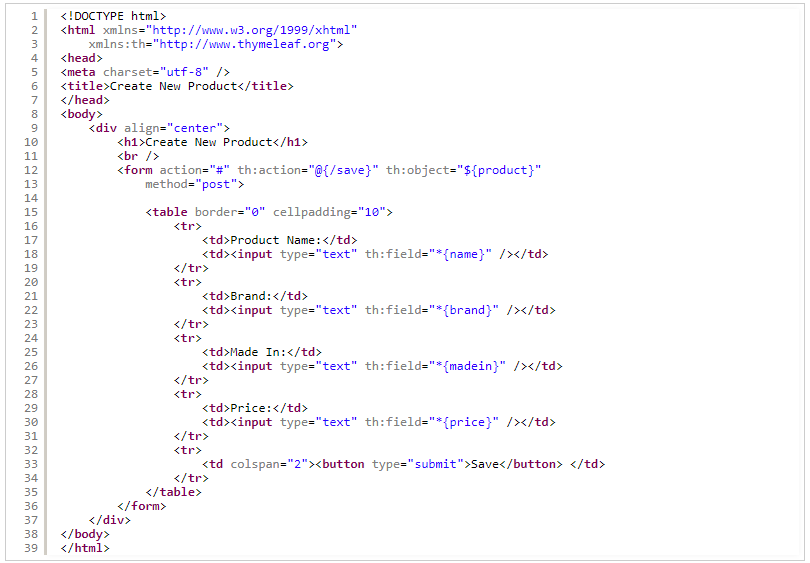 1 <!DOCTYPE html>
2 <html xmlns="http://www.w3.org/1999/xhtml"
3     xmlns:th="http://www.thymeleaf.org">
4 <head>
5 <meta charset="utf-8" />
6 <title>Create New Product</title>
7 </head>
8 <body>
9     <div align="center">
10         <h1>Create New Product</h1>
11         <br />
12         <form action="#" th:action="@{/save}" th:object="${product}"
13             method="post">
14
15             <table border="0" cellpadding="10">
16                 <tr>
17                     <td>Product Name:</td>
18                     <td><input type="text" th:field="*{name}" /></td>
19                 </tr>
20                 <tr>
21                     <td>Brand:</td>
22                     <td><input type="text" th:field="*{brand}" /></td>
23                 </tr>
24                 <tr>
25                     <td>Made In:</td>
26                     <td><input type="text" th:field="*{madein}" /></td>
27                 </tr>
28                 <tr>
29                     <td>Price:</td>
30                     <td><input type="text" th:field="*{price}" /></td>
31                 </tr>
32                 <tr>
33                     <td colspan="2"><button type="submit">Save</button> </td>
34                 </tr>
35             </table>
36         </form>
37     </div>
38 </body>
39 </html>